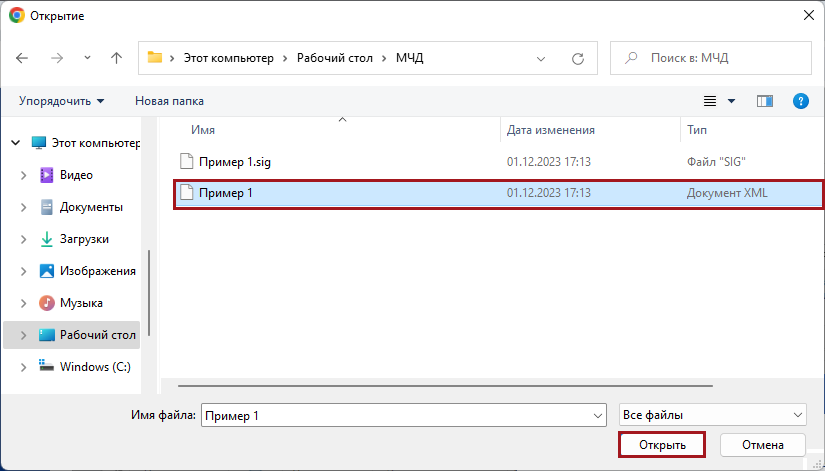 Открытие
Этот компьютер Рабочий стол МЧД
Поиск в: МЧД
Упорядочить Новая папка
?
Имя Дата изменения Тип
Этот компьютер
Видео
Документы
Загрузки
Изображения
Музыка
Рабочий стол
Windows (C:)
Пример 1.sig 01.12.2023 17:13 Файл "SIG"
Пример 1 01.12.2023 17:13 Документ XML
Имя файла: Пример 1 Все файлы
Открыть Отмена